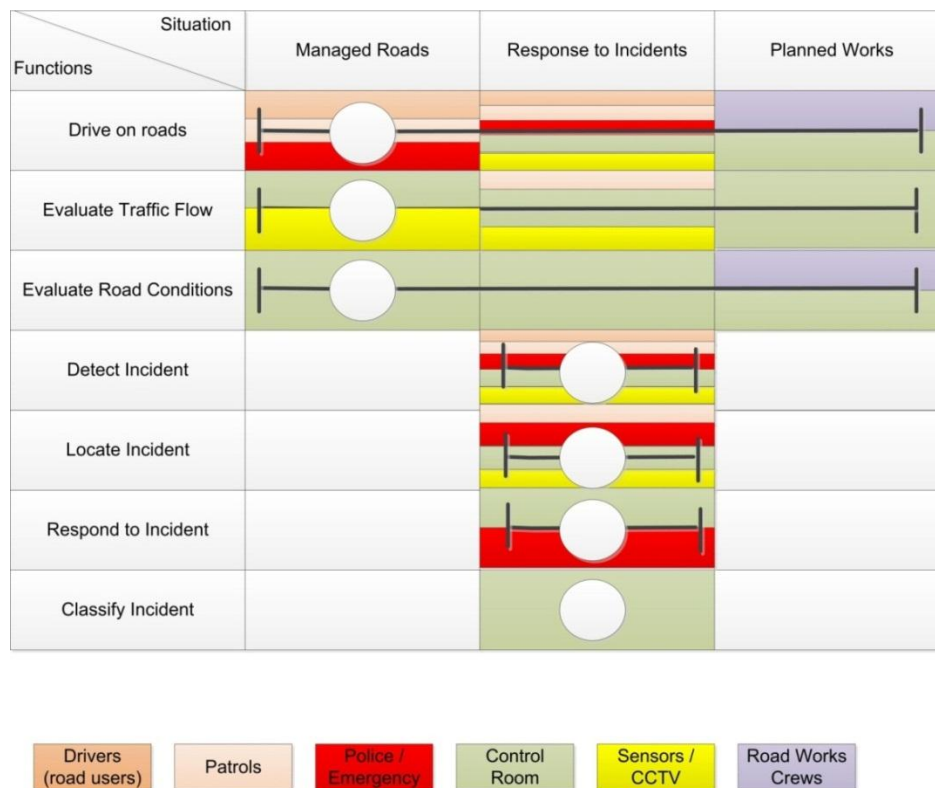 Situation
Functions
Managed Roads
Response to Incidents
Planned Works
Drive on roads
Evaluate Traffic Flow
Evaluate Road Conditions
Detect Incident
Locate Incident
Respond to Incident
Classify Incident
Drivers
(road users)
Patrols
Police /
Emergency
Control
Room
Sensors /
CCTV
Road Works
Crews